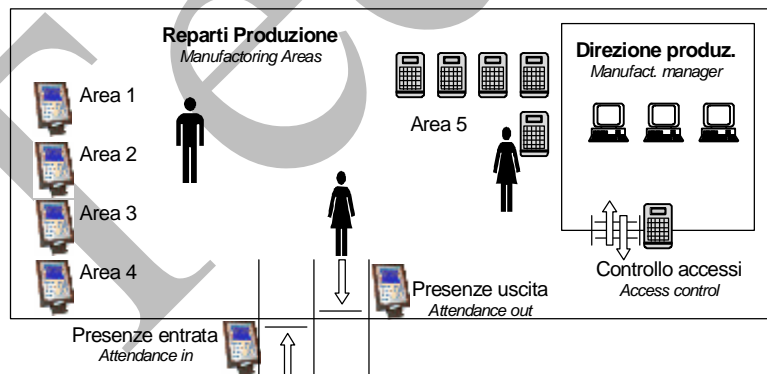 Reparti Produzione
Manufactoring Areas
Direzione produz.
Manufact. manager
Area 1
Area 2
Area 3
Area 4
Area 5
Controllo accessi
Access control
Presenze uscita
Attendance out
Presenze entrata
Attendance in